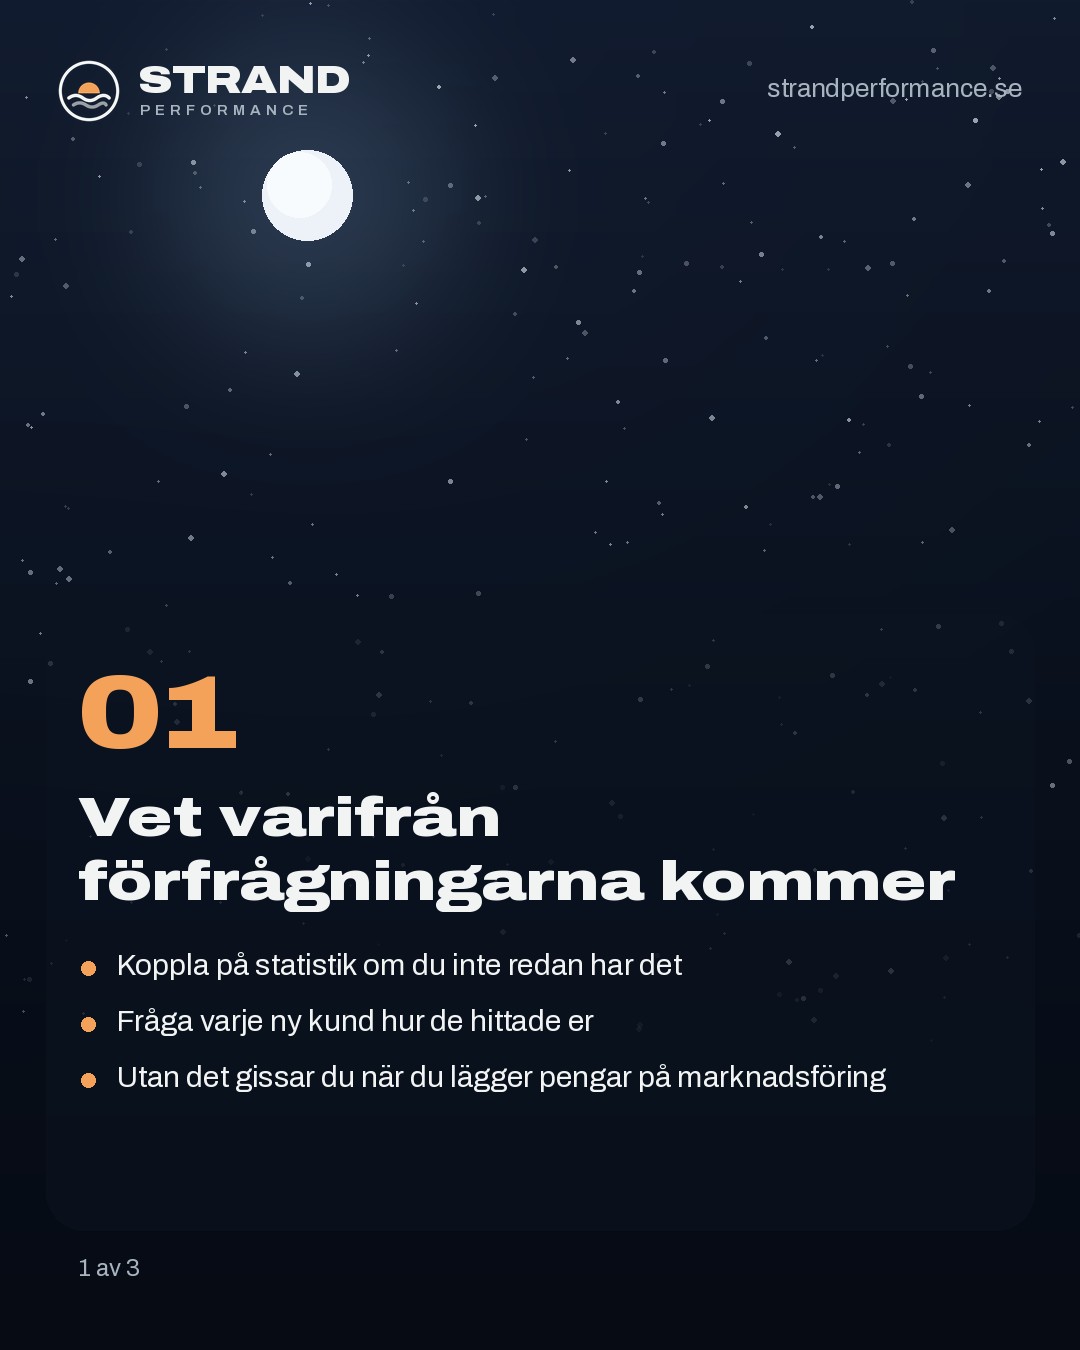 STRAND
PERFORMANCE
strandperformance.se
01
Vet varifrån
förfrågningarna kommer
Koppla på statistik om du inte redan har det
Fråga varje ny kund hur de hittade er
Utan det gissar du när du lägger pengar på marknadsföring
1 av 3